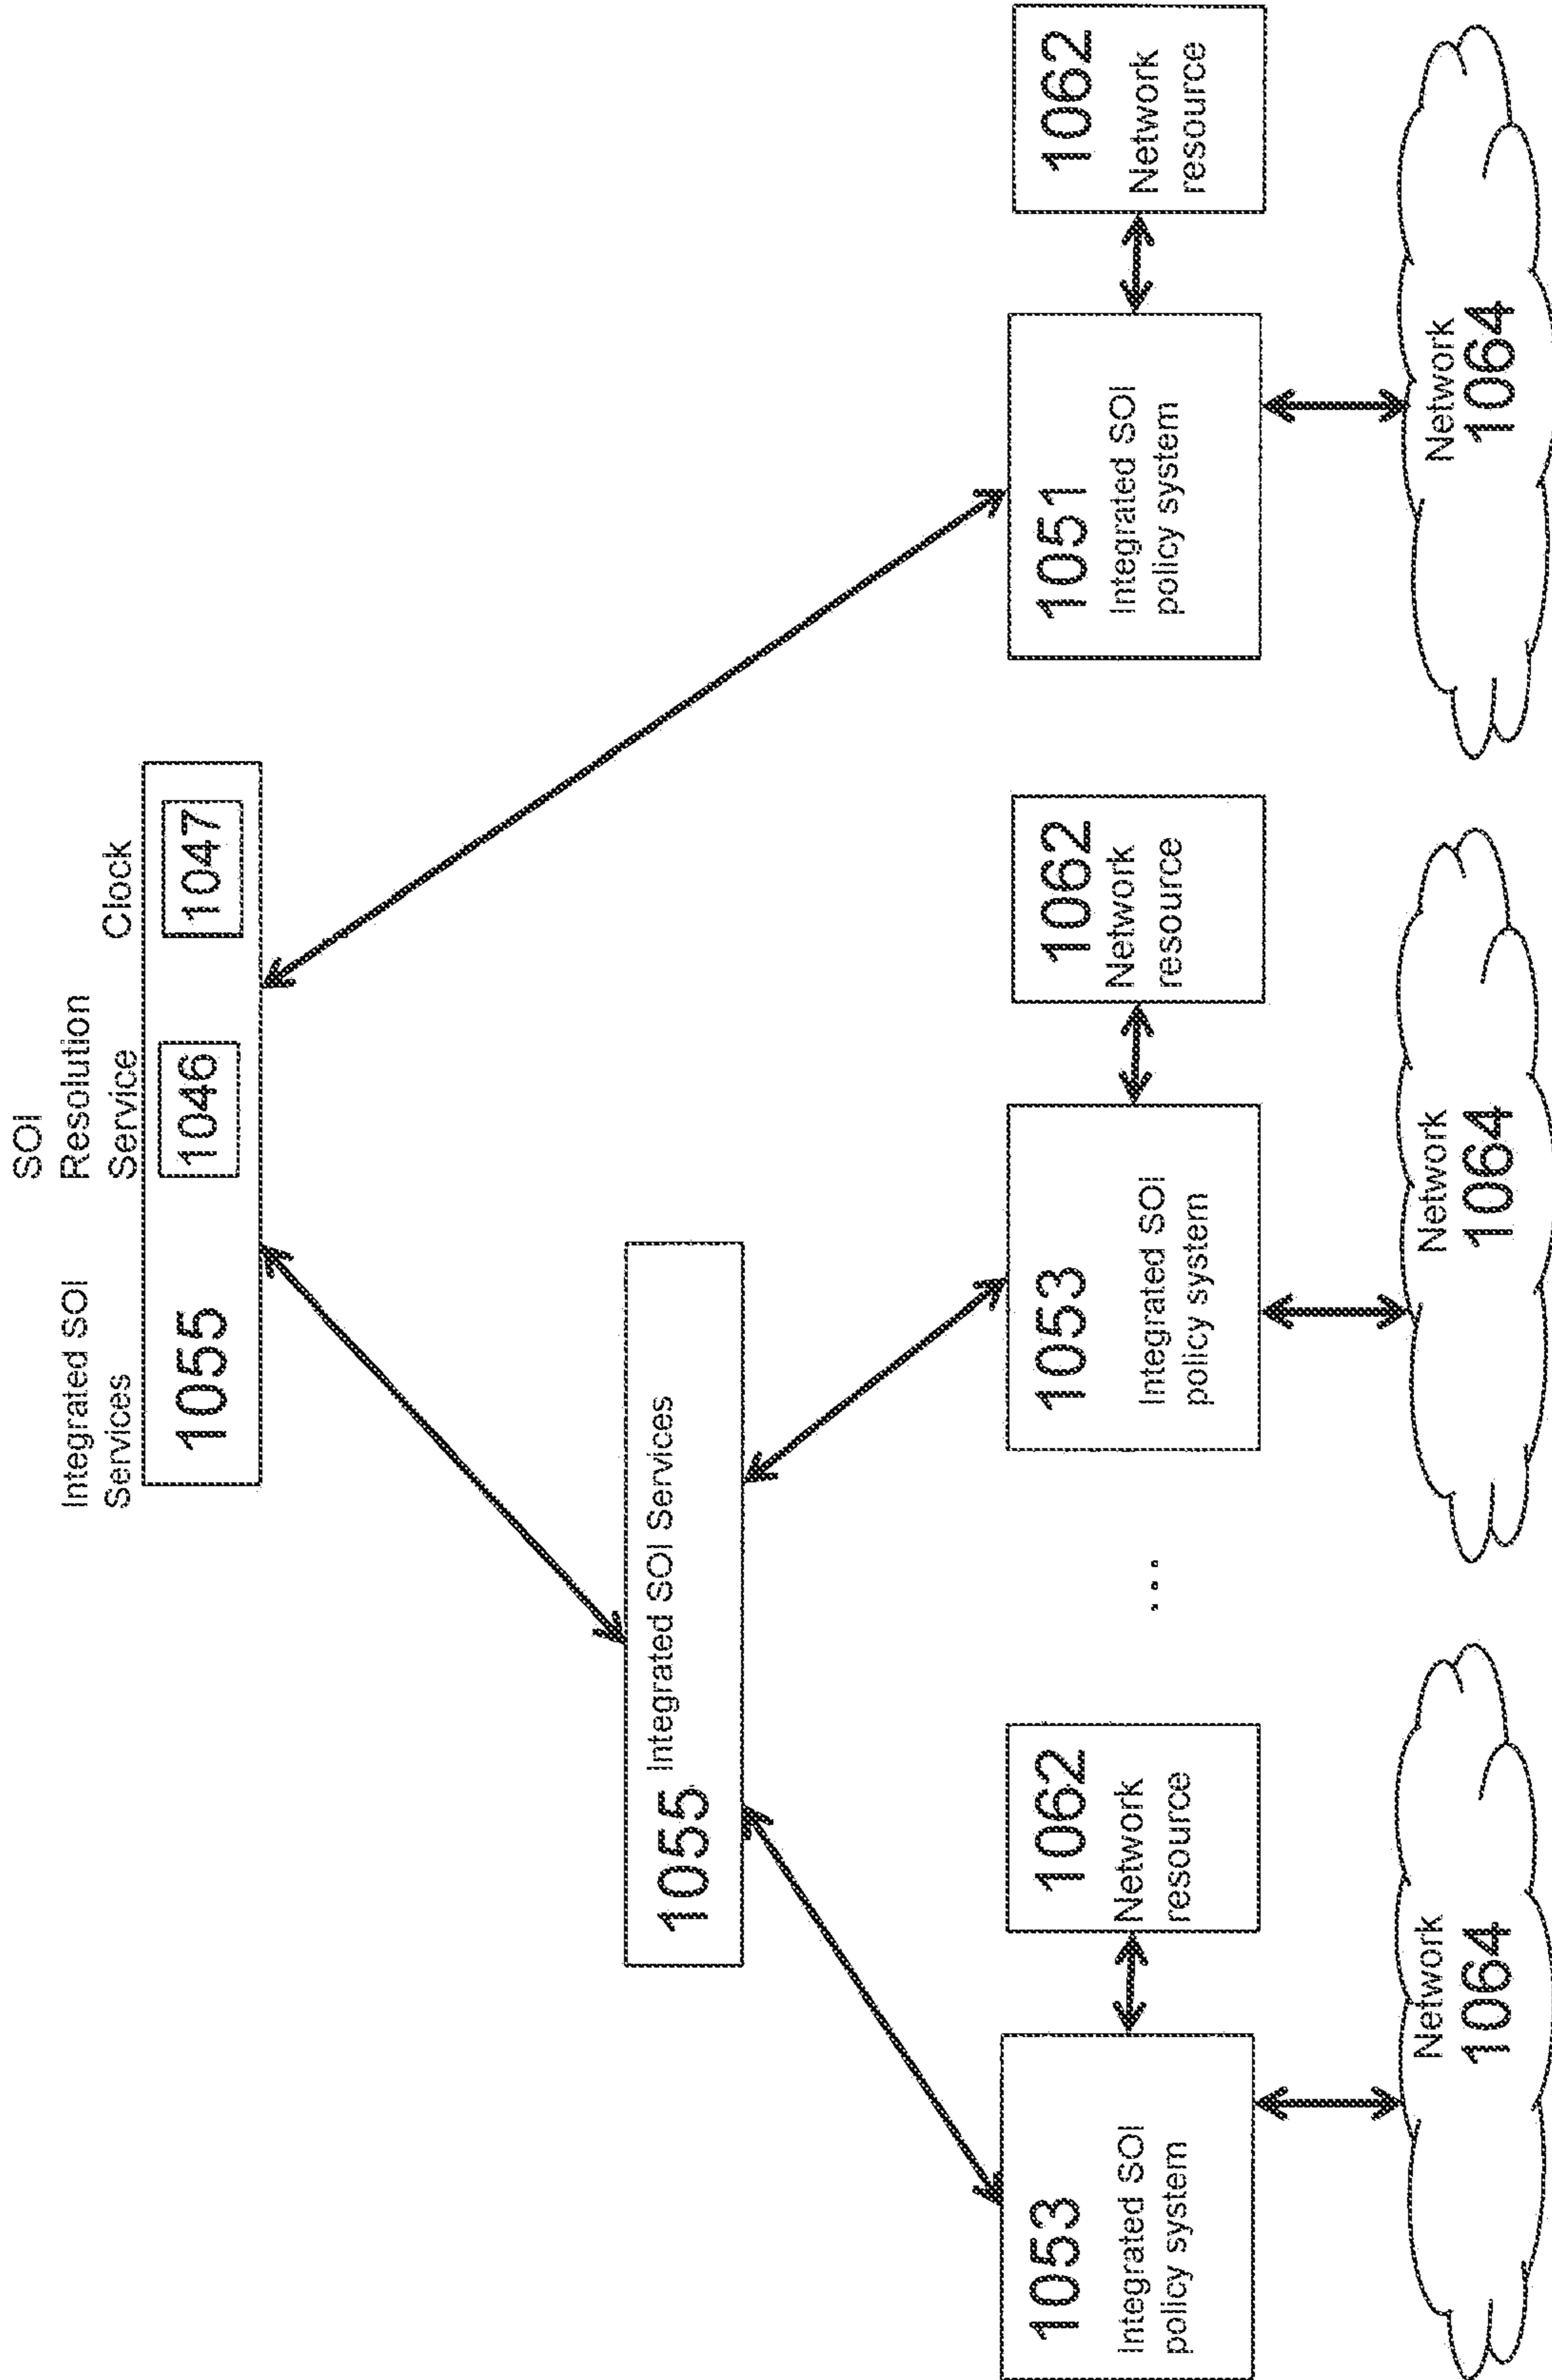 SOI
Integrated SOI
Resolution
Clock
Services
Service
1055
1046
1047
1055 Integrated SOI Services
1053
Integrated SOI
policy system
1062
Network
resource
...
1053
Integrated SOI
policy system
1062
Network
resource
1051
Integrated SOI
policy system
1062
Network
resource
Network
1064
Network
1064
Network
1064